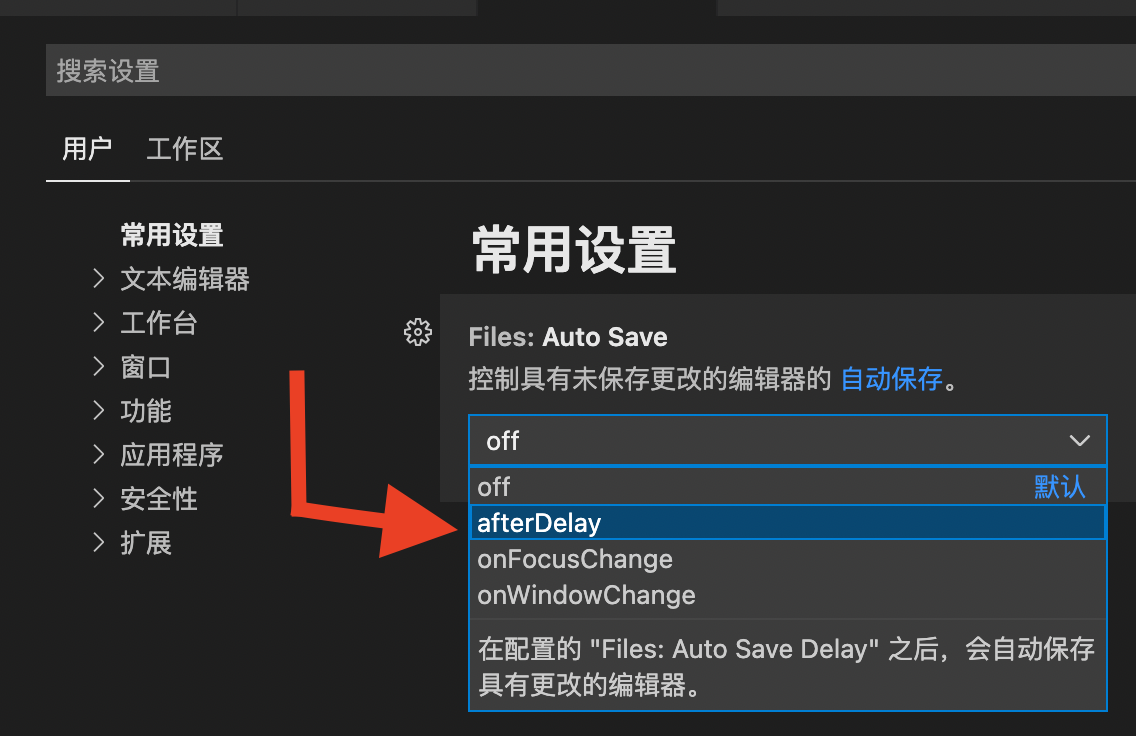 搜索设置
用户 工作区
常用设置
文本编辑器
工作台
窗口
功能
应用程序
安全性
扩展
常用设置
Files: Auto Save
控制具有未保存更改的编辑器的 自动保存。
off
off 默认
afterDelay
onFocusChange
onWindowChange
在配置的 "Files: Auto Save Delay" 之后，会自动保存
具有更改的编辑器。